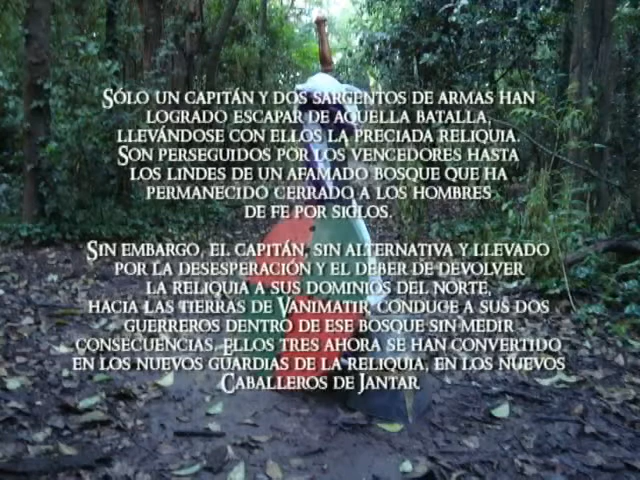 SÓLO UN CAPITÁN Y DOS SARGENTOS DE ARMAS HAN
LOGRADO ESCAPAR DE AQUELLA BATALLA,
LLEVÁNDOSE CON ELLOS LA PRECIADA RELIQUIA.
SON PERSEGUIDOS POR LOS VENCEDORES HASTA
LOS LINDES DE UN AFAMADO BOSQUE QUE HA
PERMANECIDO CERRADO A LOS HOMBRES
DE FE POR SIGLOS.
SIN EMBARGO, EL CAPITÁN, SIN ALTERNATIVA Y LLEVADO
POR LA DESESPERACIÓN Y EL DEBER DE DEVOLVER
LA RELIQUIA A SUS DOMINIOS DEL NORTE,
HACIA LAS TIERRAS DE VANIMATIR, CONDUCE A SUS DOS
GUERREROS DENTRO DE ESE BOSQUE SIN MEDIR
CONSECUENCIAS. ELLOS TRES AHORA SE HAN CONVERTIDO
EN LOS NUEVOS GUARDIAS DE LA RELIQUIA, EN LOS NUEVOS
CABALLEROS DE JANTAR